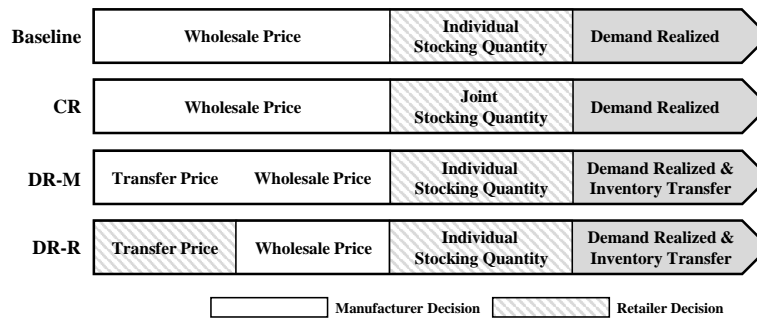 Baseline
Wholesale Price
Individual
Stocking Quantity
Demand Realized
CR
Wholesale Price
Joint
Stocking Quantity
Demand Realized
DR-M
Transfer Price
Wholesale Price
Individual
Stocking Quantity
Demand Realized &
Inventory Transfer
DR-R
Transfer Price
Wholesale Price
Individual
Stocking Quantity
Demand Realized &
Inventory Transfer
Manufacturer Decision
Retailer Decision